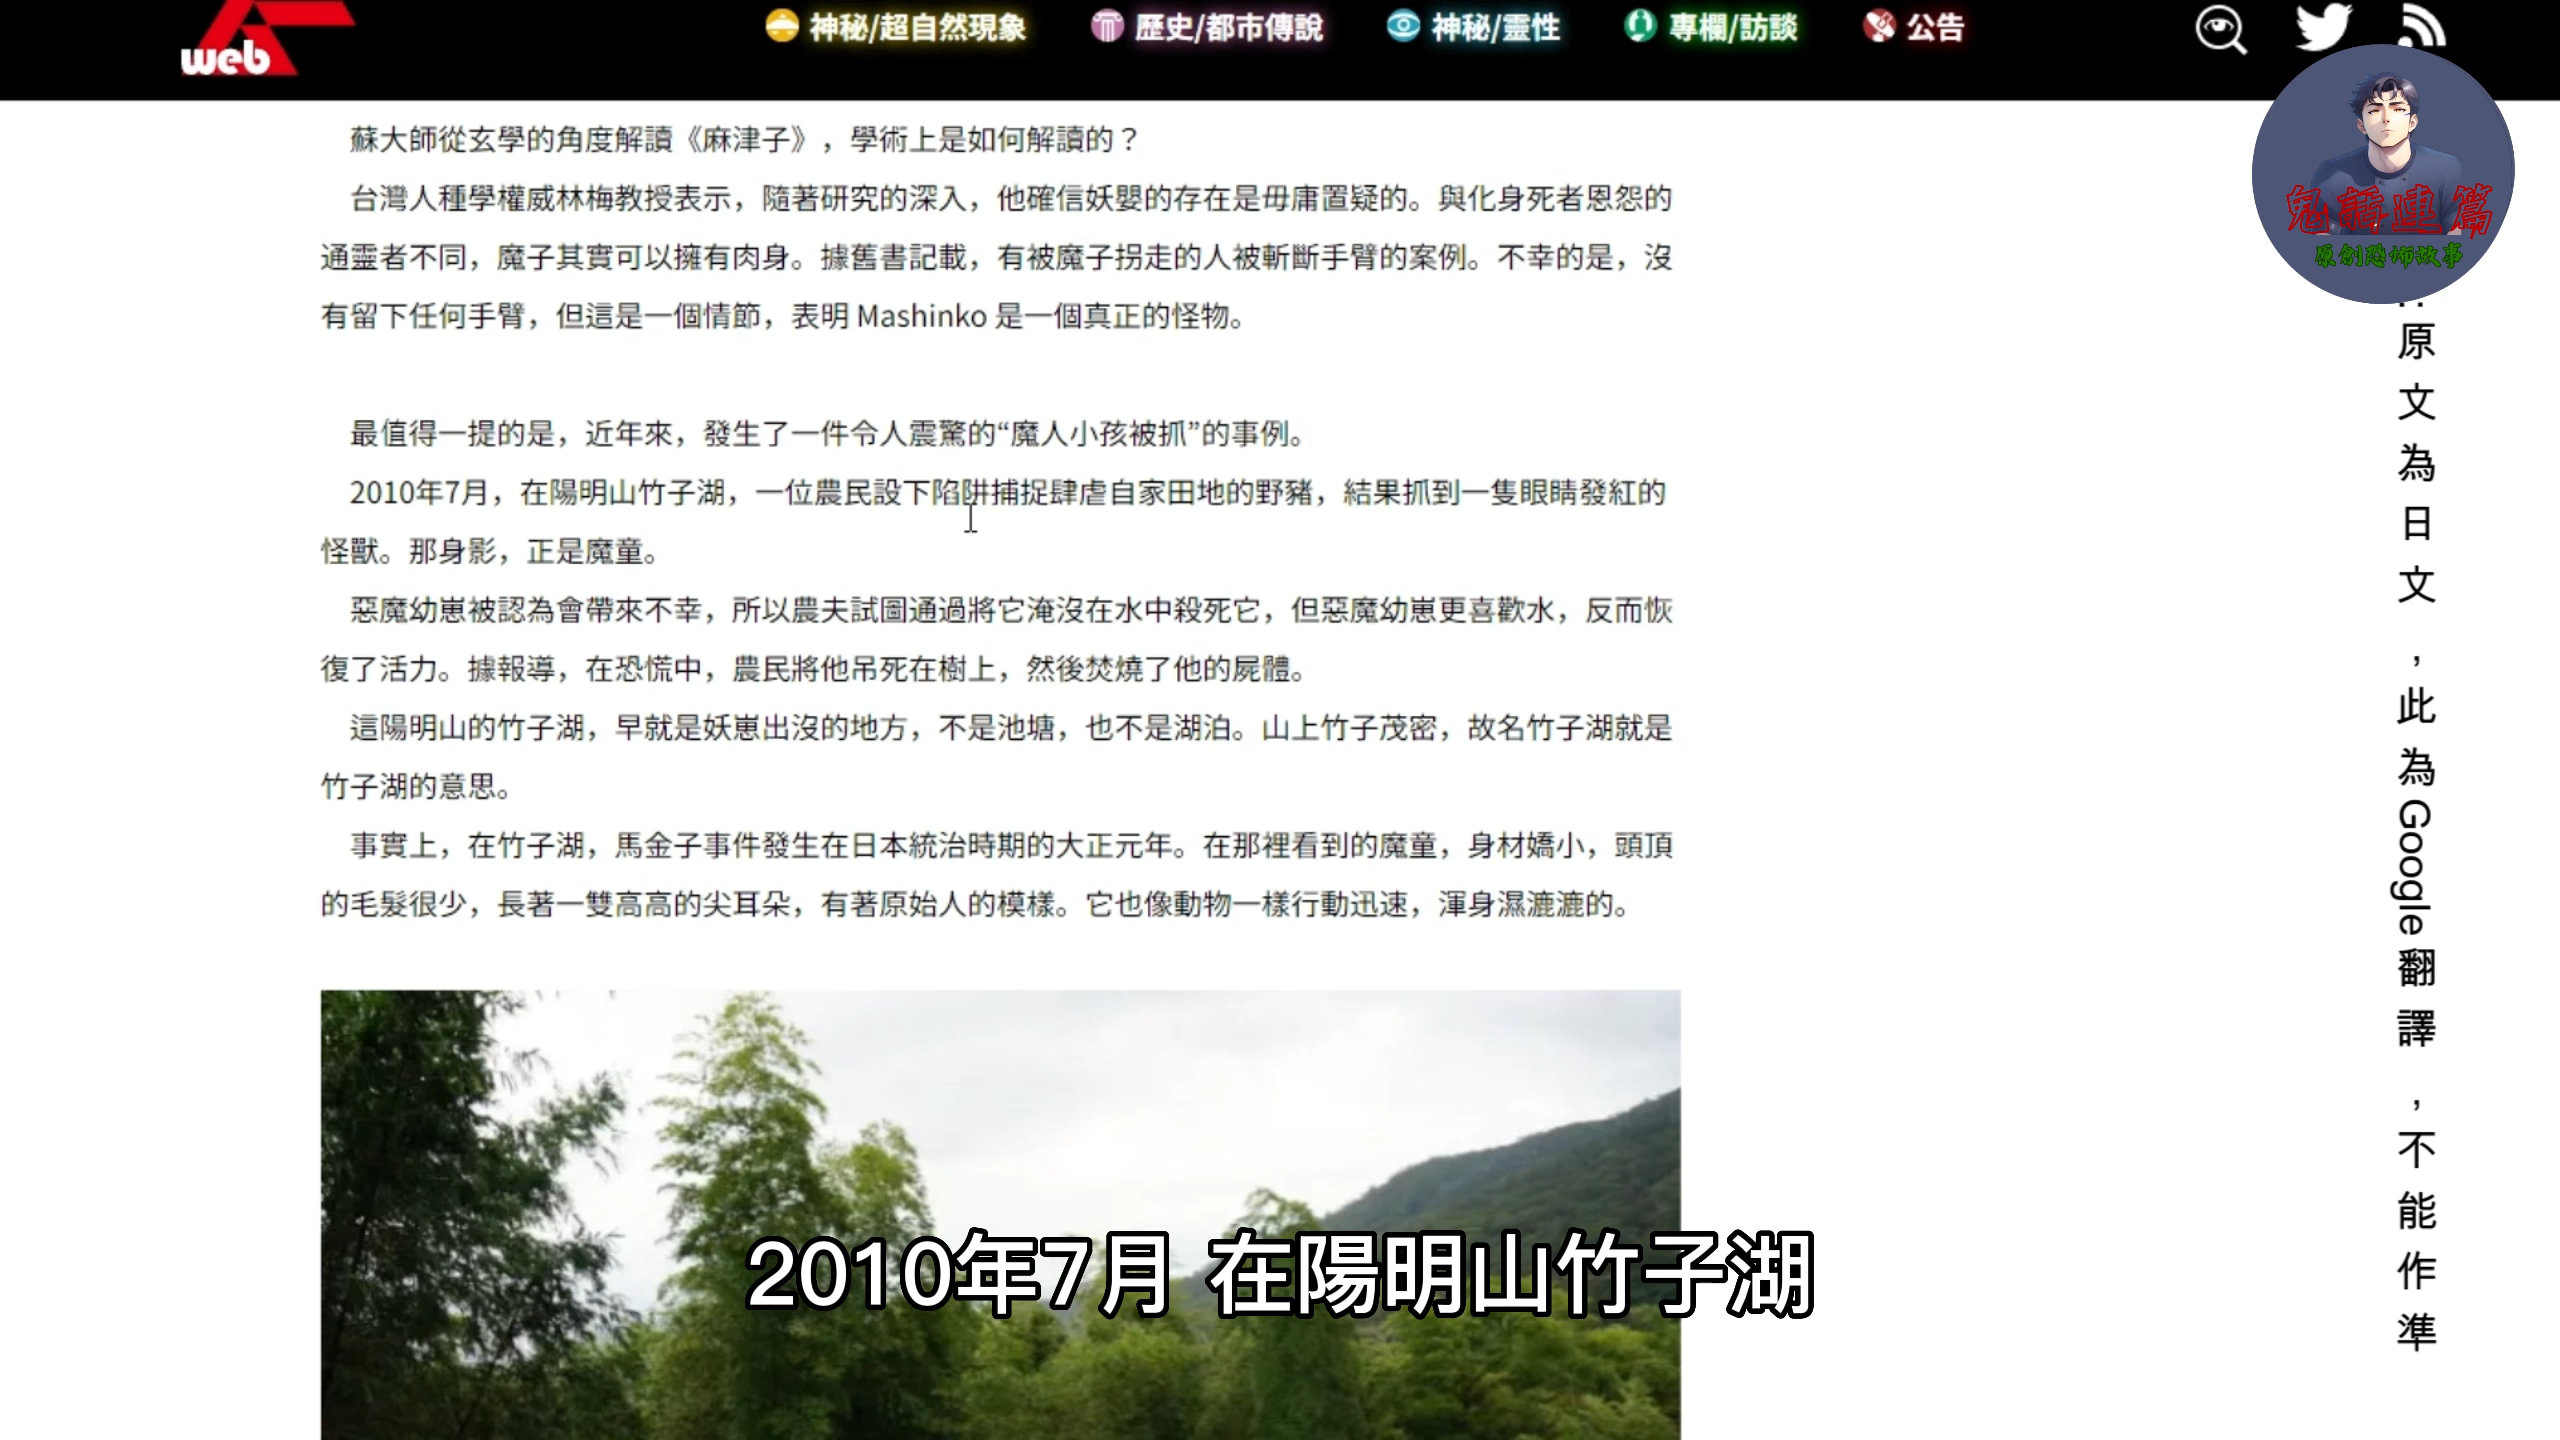 web
神秘/超自然現象
歷史/都市傳說
神秘/靈性
專欄/訪談
公告
蘇大師從玄學的角度解讀《麻津子》，學術上是如何解讀的？
台灣人種學權威林梅教授表示，隨著研究的深入，他確信妖嬰的存在是毋庸置疑的。與化身死者恩怨的
通靈者不同，魔子其實可以擁有肉身。據舊書記載，有被魔子拐走的人被斬斷手臂的案例。不幸的是，沒
有留下任何手臂，但這是一個情節，表明 Mashinko 是一個真正的怪物。
最值得一提的是，近年來，發生了一件令人震驚的“魔人小孩被抓”的事例。
2010年7月，在陽明山竹子湖，一位農民設下陷阱捕捉肆虐自家田地的野豬，結果抓到一隻眼睛發紅的
怪獸。那身影，正是魔童。
惡魔幼崽被認為會帶來不幸，所以農夫試圖通過將它淹沒在水中殺死它，但惡魔幼崽更喜歡水，反而恢
復了活力。據報導，在恐慌中，農民將他吊死在樹上，然後焚燒了他的屍體。
這陽明山的竹子湖，早就是妖崽出沒的地方，不是池塘，也不是湖泊。山上竹子茂密，故名竹子湖就是
竹子湖的意思。
事實上，在竹子湖，馬金子事件發生在日本統治時期的大正元年。在那裡看到的魔童，身材嬌小，頭頂
的毛髮很少，長著一雙高高的尖耳朵，有著原始人的模樣。它也像動物一樣行動迅速，渾身濕漉漉的。
鬼話連篇
原創恐怖故事
原文為日文，此為Google翻譯，不能作準
2010年7月 在陽明山竹子湖